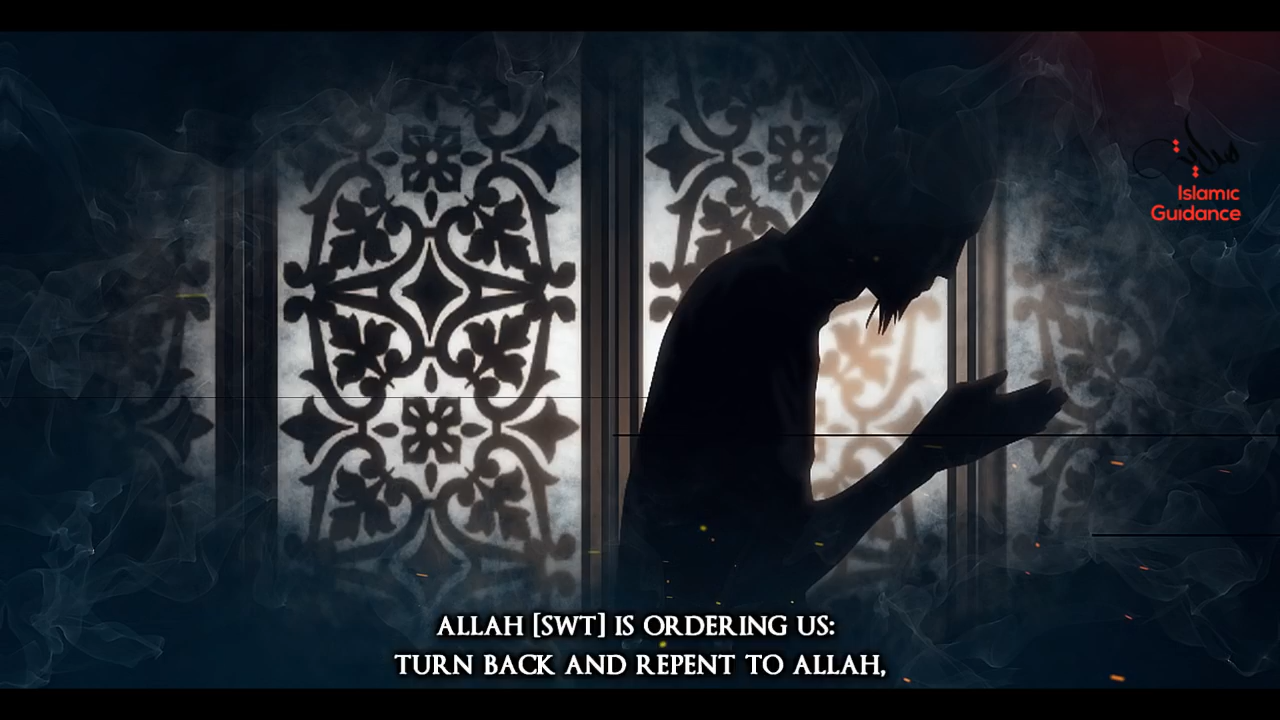 Islamic
Guidance
ALLAH [SWT] IS ORDERING US:
TURN BACK AND REPENT TO ALLAH,